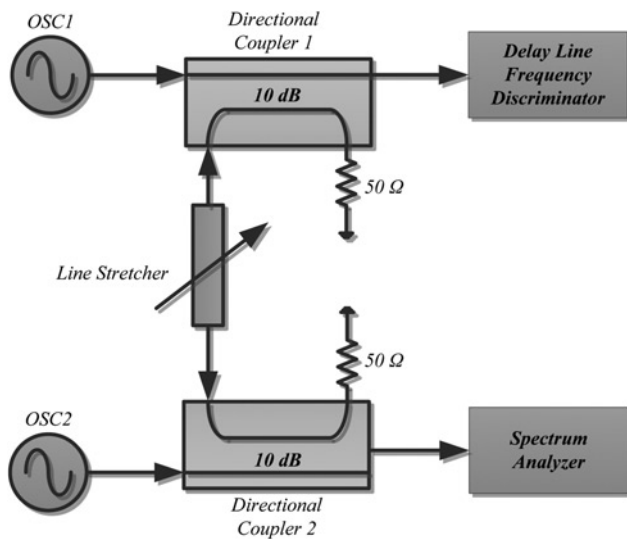 OSC1
Directional
Coupler 1
10 dB
Delay Line
Frequency
Discriminator
50 Ω
Line Stretcher
50 Ω
OSC2
10 dB
Directional
Coupler 2
Spectrum
Analyzer